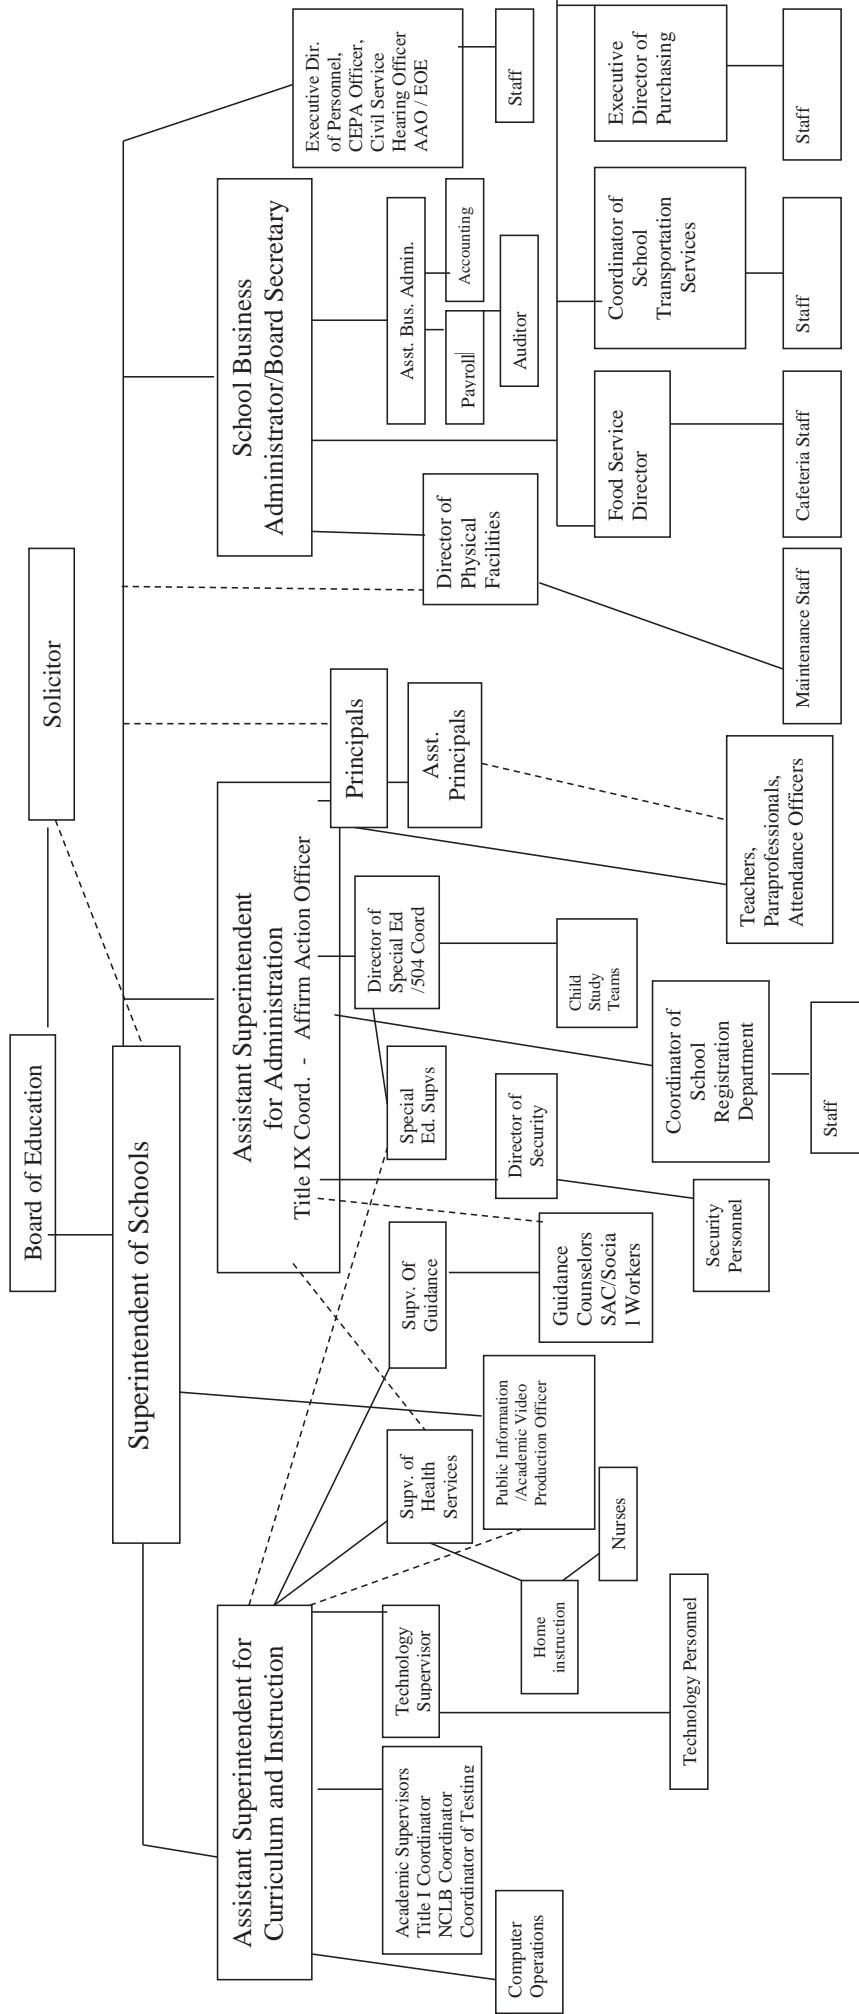 Board of Education
Solicitor
Superintendent of Schools
Assistant Superintendent for
Curriculum and Instruction
Assistant Superintendent
for Administration
Title IX Coord. - Affirm Action Officer
School Business
Administrator/Board Secretary
Executive Dir.
of Personnel,
CEPA Officer,
Civil Service
Hearing Officer
AAO / EOE
Staff
Academic Supervisors
Title I Coordinator
NCLB Coordinator
Coordinator of Testing
Technology
Supervisor
Supv. of
Health
Services
Supv. Of
Guidance
Special
Ed. Supvs
Director of
Special Ed
/504 Coord
Principals
Asst.
Principals
Director of
Physical
Facilities
Asst. Bus. Admin.
Payroll
Accounting
Auditor
Computer
Operations
Home
instruction
Public Information
/Academic Video
Production Officer
Nurses
Guidance
Counselors
SAC/Socia
l Workers
Director of
Security
Child
Study
Teams
Food Service
Director
Coordinator of
School
Transportation
Services
Executive
Director of
Purchasing
Technology Personnel
Security
Personnel
Coordinator of
School
Registration
Department
Teachers,
Paraprofessionals,
Attendance Officers
Maintenance Staff
Cafeteria Staff
Staff
Staff
Staff